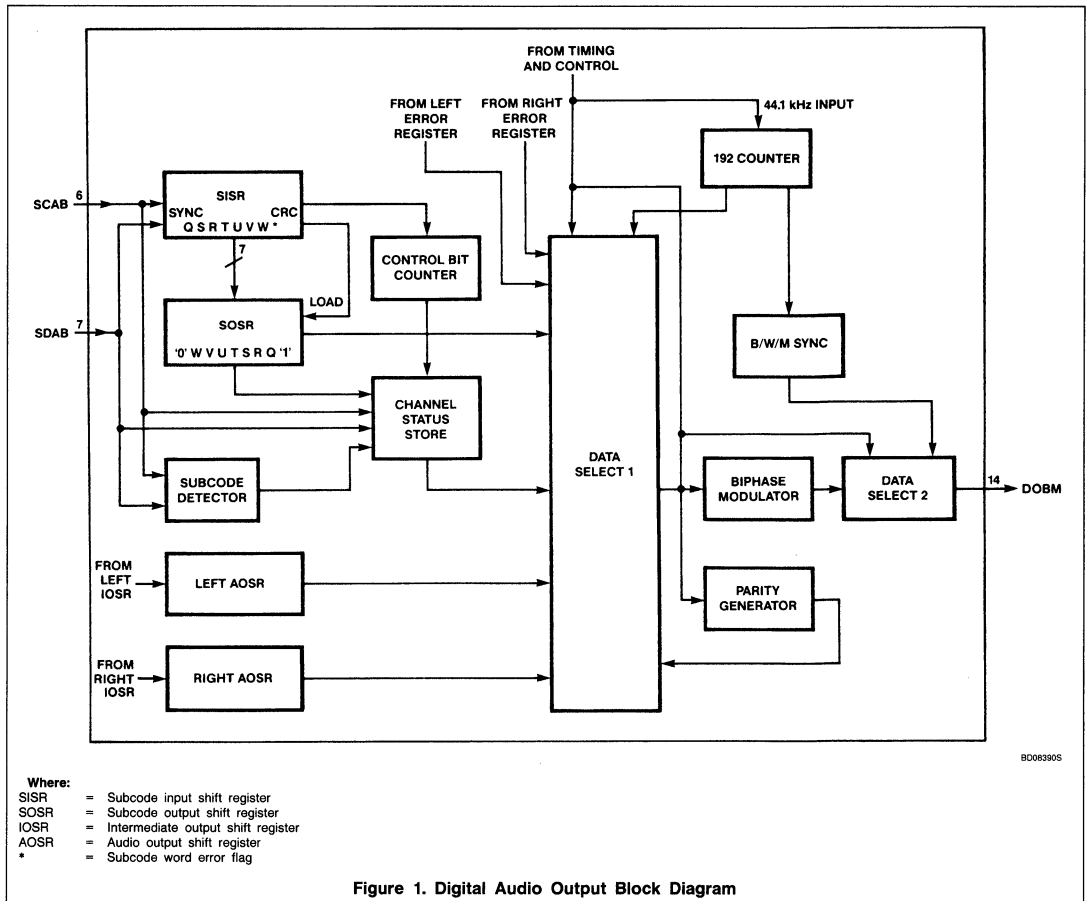 FROM TIMING
AND CONTROL
FROM LEFT
ERROR
REGISTER
FROM RIGHT
ERROR
REGISTER
44.1 kHz INPUT
192 COUNTER
SCAB
6
SISR
SYNC CRC
Q S R T U V W *
7
CONTROL BIT
COUNTER
LOAD
SDAB
7
SOSR
'0' W V U T S R Q '1'
B/W/M SYNC
CHANNEL
STATUS
STORE
DATA
SELECT 1
SUBCODE
DETECTOR
BIPHASE
MODULATOR
DATA
SELECT 2
14
DOBM
FROM
LEFT
IOSR
LEFT AOSR
PARITY
GENERATOR
FROM
RIGHT
IOSR
RIGHT AOSR
BD08390S
Where:
SISR = Subcode input shift register
SOSR = Subcode output shift register
IOSR = Intermediate output shift register
AOSR = Audio output shift register
* = Subcode word error flag
Figure 1. Digital Audio Output Block Diagram